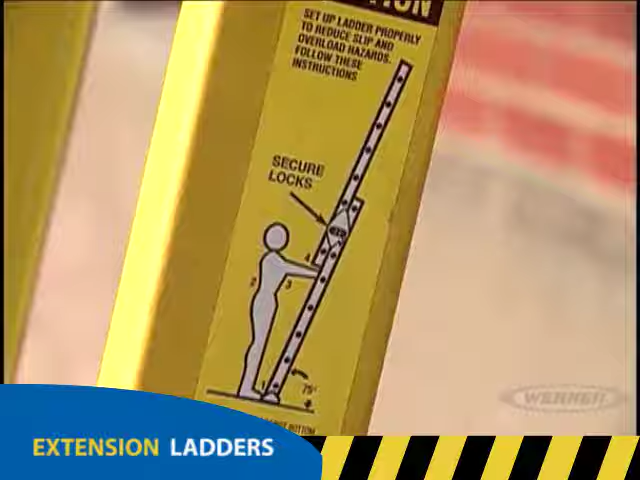 SET UP LADDER PROPERLY
TO REDUCE SLIP AND
OVERLOAD HAZARDS.
FOLLOW THESE
INSTRUCTIONS
SECURE
LOCKS
4
2
3
1
75°
BOTTOM
WERNER
EXTENSION LADDERS